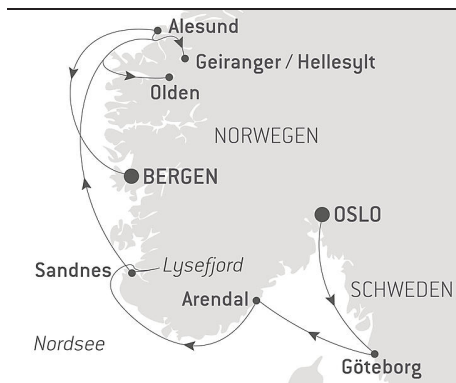 Alesund
Geiranger / Hellesylt
Olden
NORWEGEN
BERGEN
OSLO
Sandnes
Lysefjord
Arendal
SCHWEDEN
Nordsee
Göteborg